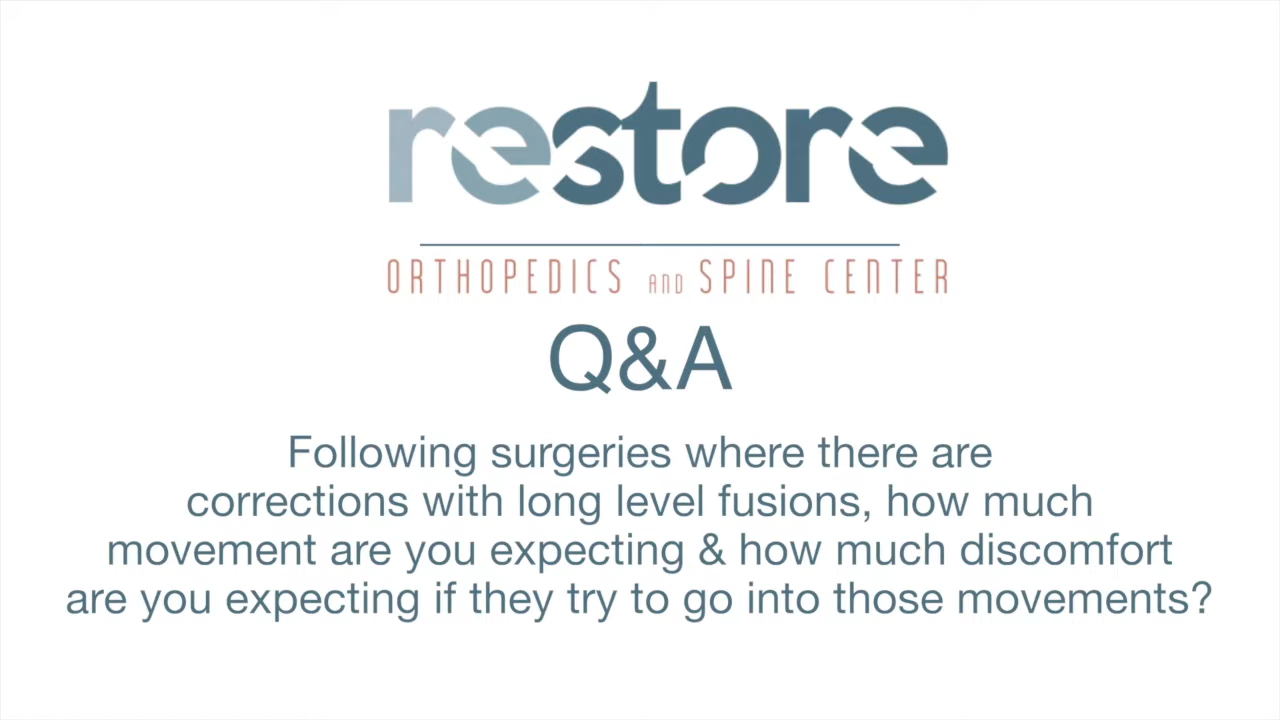 restore
ORTHOPEDICS AND SPINE CENTER
Q&A
Following surgeries where there are
corrections with long level fusions, how much
movement are you expecting & how much discomfort
are you expecting if they try to go into those movements?